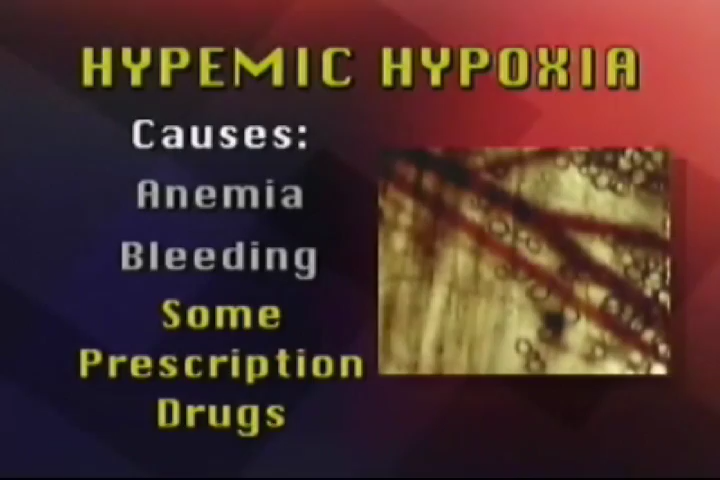 HYPEMIC HYPOXIA
Causes:
Anemia
Bleeding
Some
Prescription
Drugs